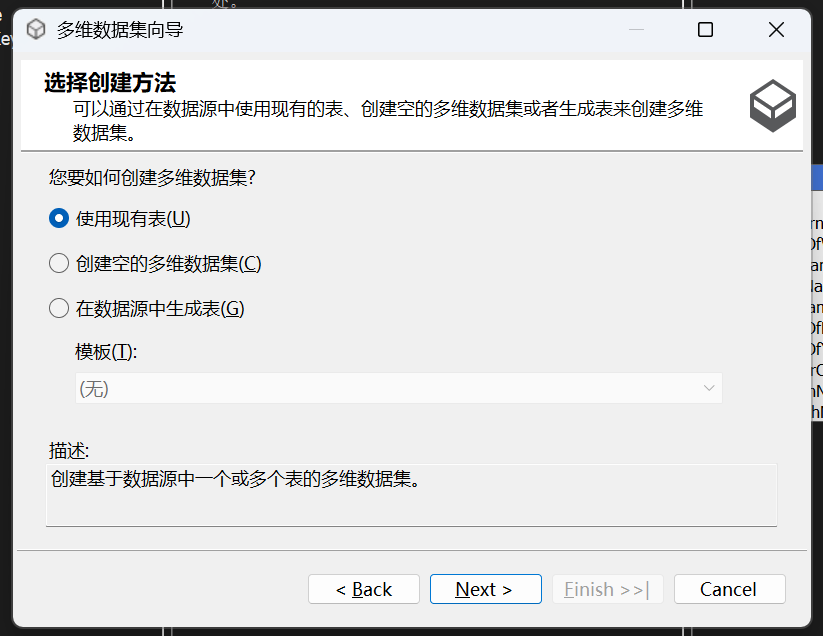 多维数据集向导
选择创建方法
可以通过在数据源中使用现有的表、创建空的多维数据集或者生成表来创建多维
数据集。
您要如何创建多维数据集?
使用现有表(U)
创建空的多维数据集(C)
在数据源中生成表(G)
模板(T):
(无)
描述:
创建基于数据源中一个或多个表的多维数据集。
< Back
Next >
Finish >>|
Cancel